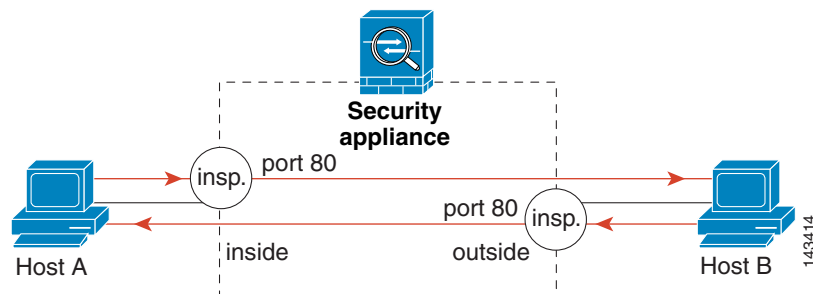 Security
appliance
insp.
port 80
port 80
insp.
inside
outside
Host A
Host B
143414